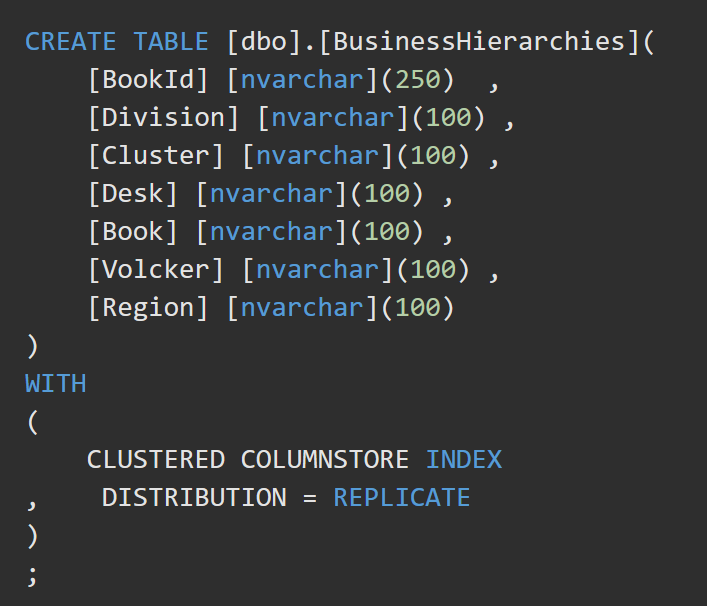 CREATE TABLE [dbo].[BusinessHierarchies](
    [BookId] [nvarchar](250)  ,
    [Division] [nvarchar](100) ,
    [Cluster] [nvarchar](100) ,
    [Desk] [nvarchar](100) ,
    [Book] [nvarchar](100) ,
    [Volcker] [nvarchar](100) ,
    [Region] [nvarchar](100)
)
WITH
(
    CLUSTERED COLUMNSTORE INDEX
,    DISTRIBUTION = REPLICATE
)
;